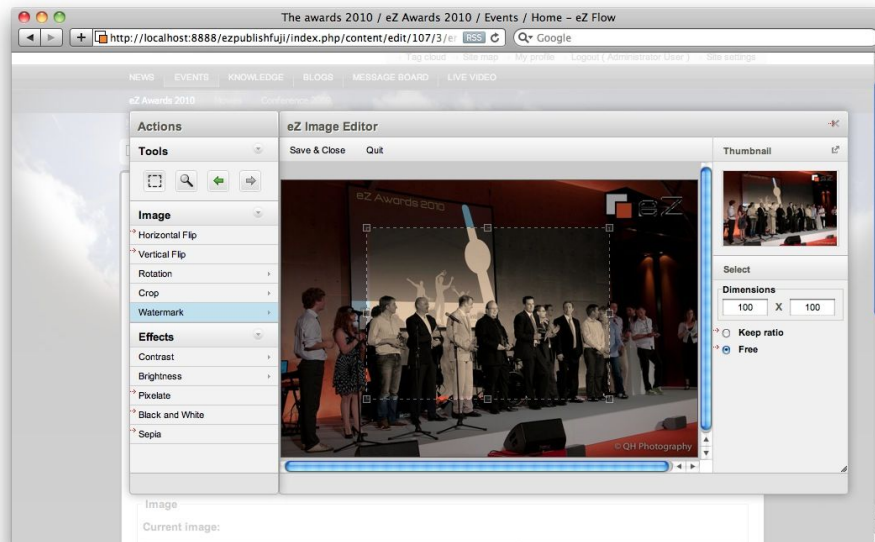 The awards 2010 / eZ Awards 2010 / Events / Home – eZ Flow
http://localhost:8888/ezpublishfuji/index.php/content/edit/107/3/ RSS Google
Tag cloud Site map My profile Logout ( Administrator User ) Site settings
NEWS EVENTS KNOWLEDGE BLOGS MESSAGE BOARD LIVE VIDEO
eZ Awards 2010
Actions eZ Image Editor
Tools Save & Close Quit Thumbnail
eZ Awards 2010
eZ
Image
Horizontal Flip
Vertical Flip
Rotation
Crop
Watermark
Effects
Contrast
Brightness
Pixelate
Black and White
Sepia
Select
Dimensions
100 X 100
Keep ratio
Free
© QH Photography
Image
Current image: